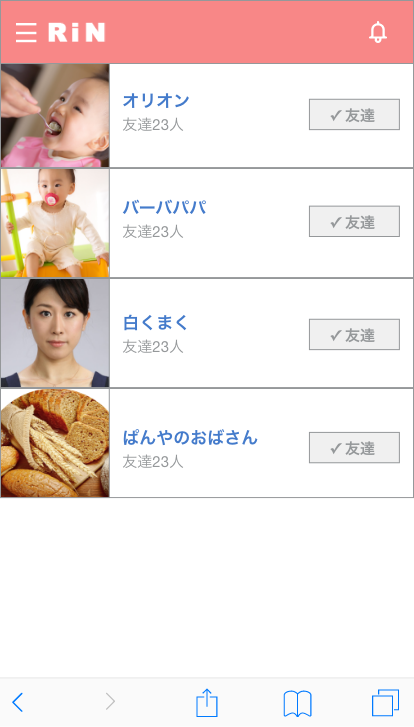 RiN
オリオン
友達23人
✓友達
バーバパパ
友達23人
✓友達
白くまく
友達23人
✓友達
ぱんやのおばさん
友達23人
✓友達